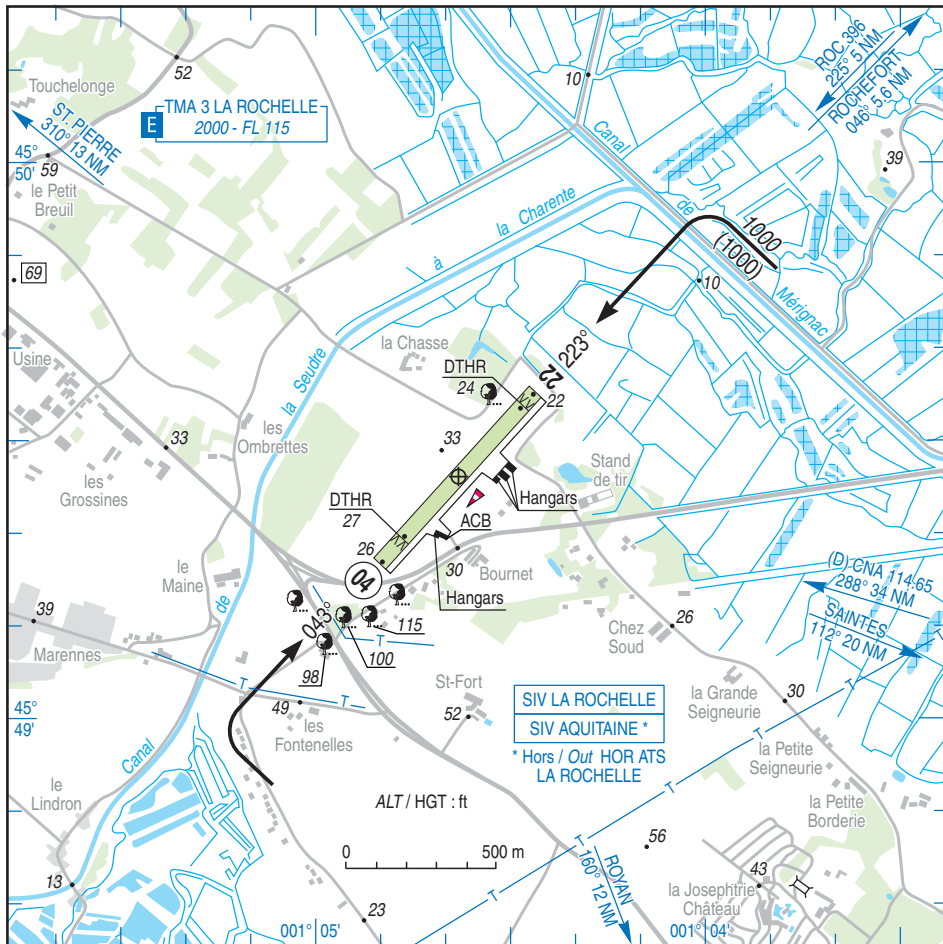 ROC 396
225° 5 NM
ROCHEFORT
046° 5.6 NM
52
10
Touchelonge
TMA 3 LA ROCHELLE
E
2000 - FL 115
ST. PIERRE
310° 13 NM
45°
50'
59
le Petit
Breuil
39
Canal
de
Mérignac
à
la Charente
1000
(1000)
69
10
Usine
la Seudre
la Chasse
DTHR
24
22
223°
22
33
les
Ombrettes
33
les
Grossines
Stand
de tir
Hangars
DTHR
27
ACB
26
30
Bournet
04
le
Maine
Hangars
(D) CNA 114.65
288° 34 NM
SAINTES
112° 20 NM
de
39
043°
115
26
Marennes
T
100
Chez
Soud
98
T
T
St-Fort
la Grande
Seigneurie
30
45°
49'
49
les
Fontenelles
52
SIV LA ROCHELLE
SIV AQUITAINE *
* Hors / Out HOR ATS
LA ROCHELLE
T
Canal
la Petite
Seigneurie
le
Lindron
ALT / HGT : ft
T
la Petite
Borderie
0
500 m
56
T
ROYAN
160° 12 NM
13
la Josephtrie
Château
43
23
T
001° 05'
001° 04'